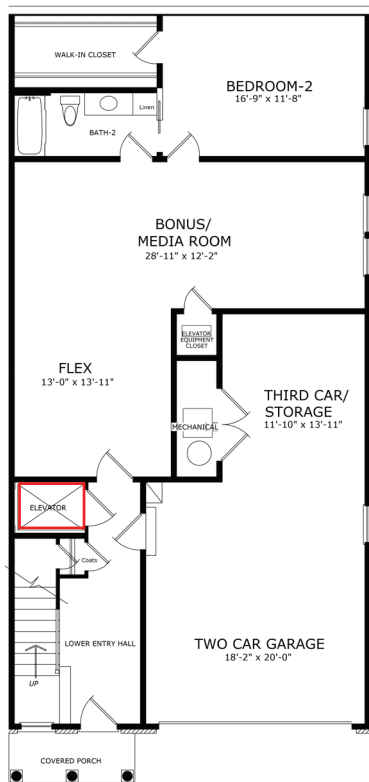 WALK-IN CLOSET
BEDROOM-2
16'-9" x 11'-8"
Linen
BATH-2
BONUS/
MEDIA ROOM
28'-11" x 12'-2"
ELEVATOR
EQUIPMENT
CLOSET
FLEX
13'-0" x 13'-11"
THIRD CAR/
STORAGE
11'-10" x 13'-11"
MECHANICAL
ELEVATOR
Coats
LOWER ENTRY HALL
TWO CAR GARAGE
18'-2" x 20'-0"
UP
COVERED PORCH